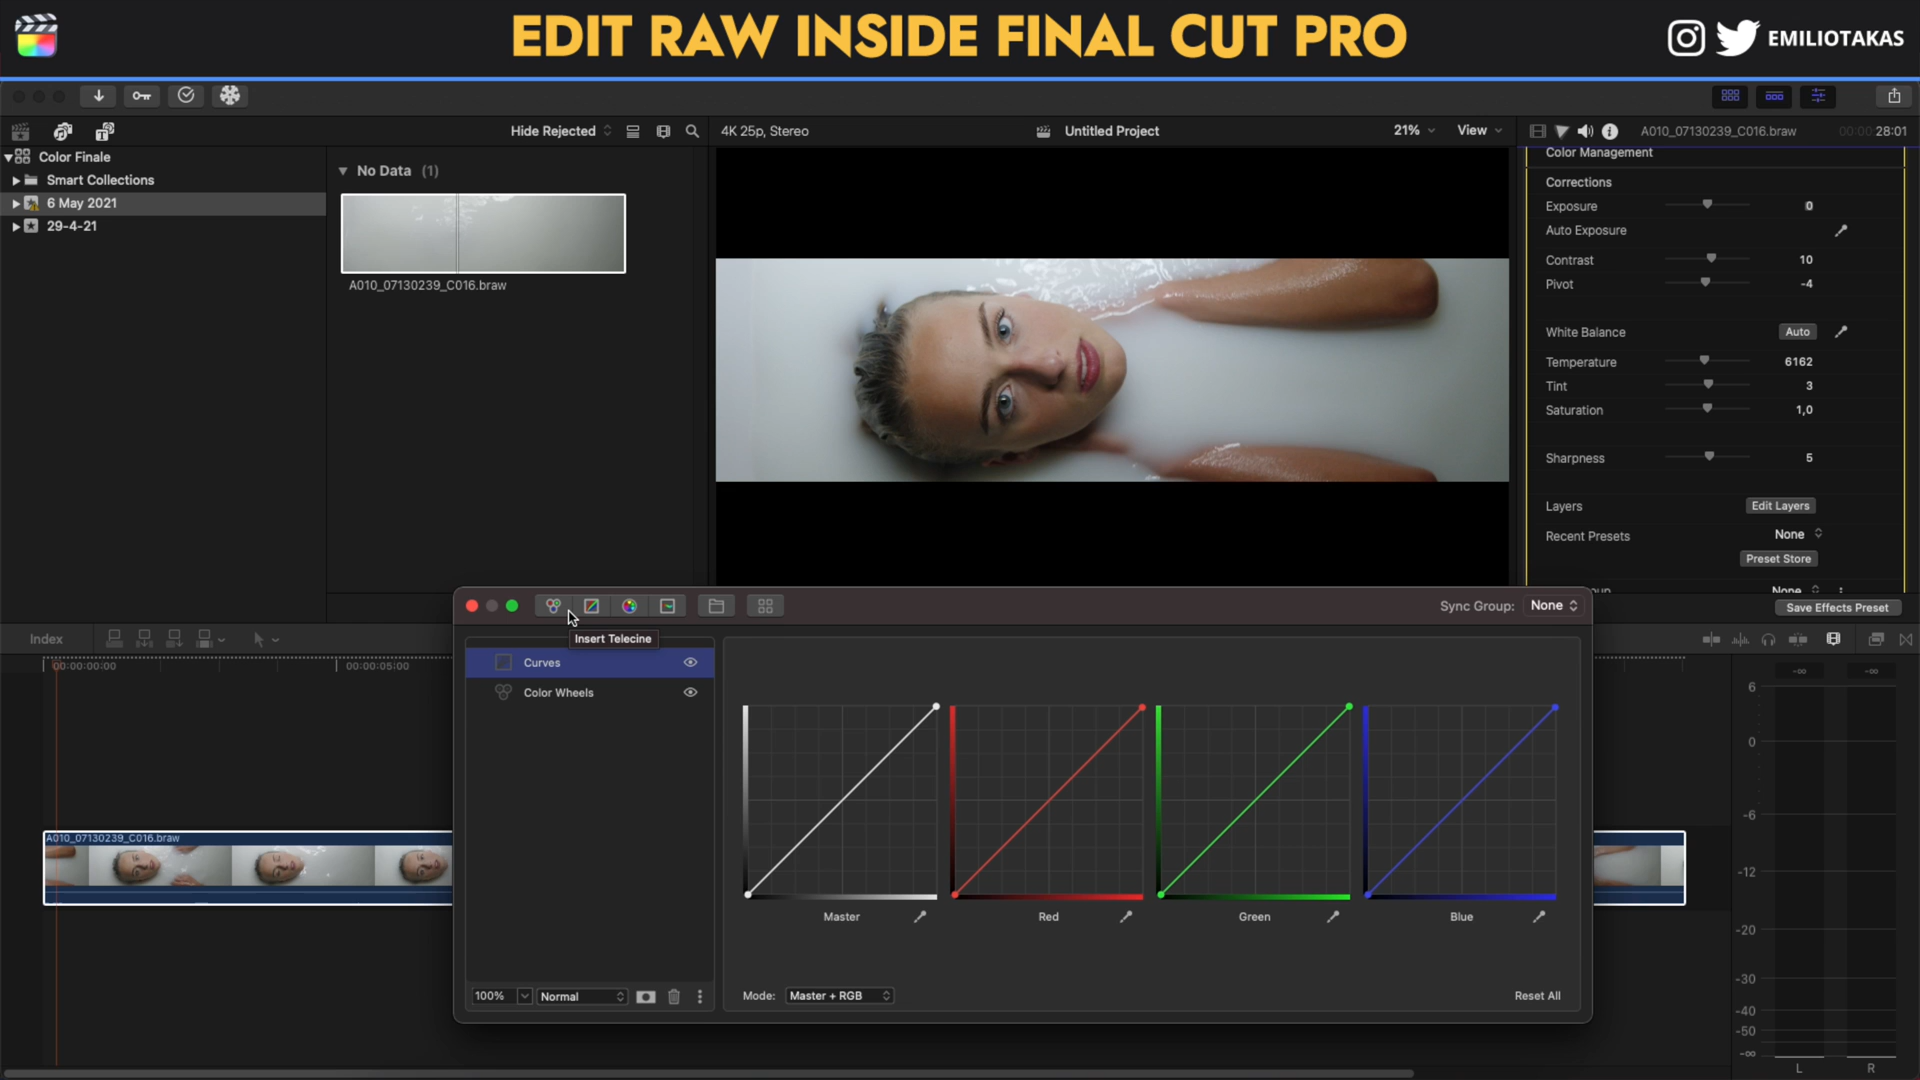 EDIT RAW INSIDE FINAL CUT PRO
EMILIOTAKAS
Hide Rejected
4K 25p, Stereo
Untitled Project
21%
View
A010_07130239_C016.braw
00:00:28:01
Color Finale
Smart Collections
6 May 2021
29-4-21
No Data (1)
A010_07130239_C016.braw
Color Management
Corrections
Exposure 0
Auto Exposure
Contrast 10
Pivot -4
White Balance Auto
Temperature 6162
Tint 3
Saturation 1,0
Sharpness 5
Layers Edit Layers
Recent Presets None
Preset Store
None
Save Effects Preset
Sync Group: None
Insert Telecine
Index
00:00:00:00
00:00:05:00
Curves
Color Wheels
A010_07130239_C016.braw
Master
Red
Green
Blue
100%
Normal
Mode: Master + RGB
Reset All
-∞ -∞
6
0
-6
-12
-20
-30
-40
-50
-∞
L R